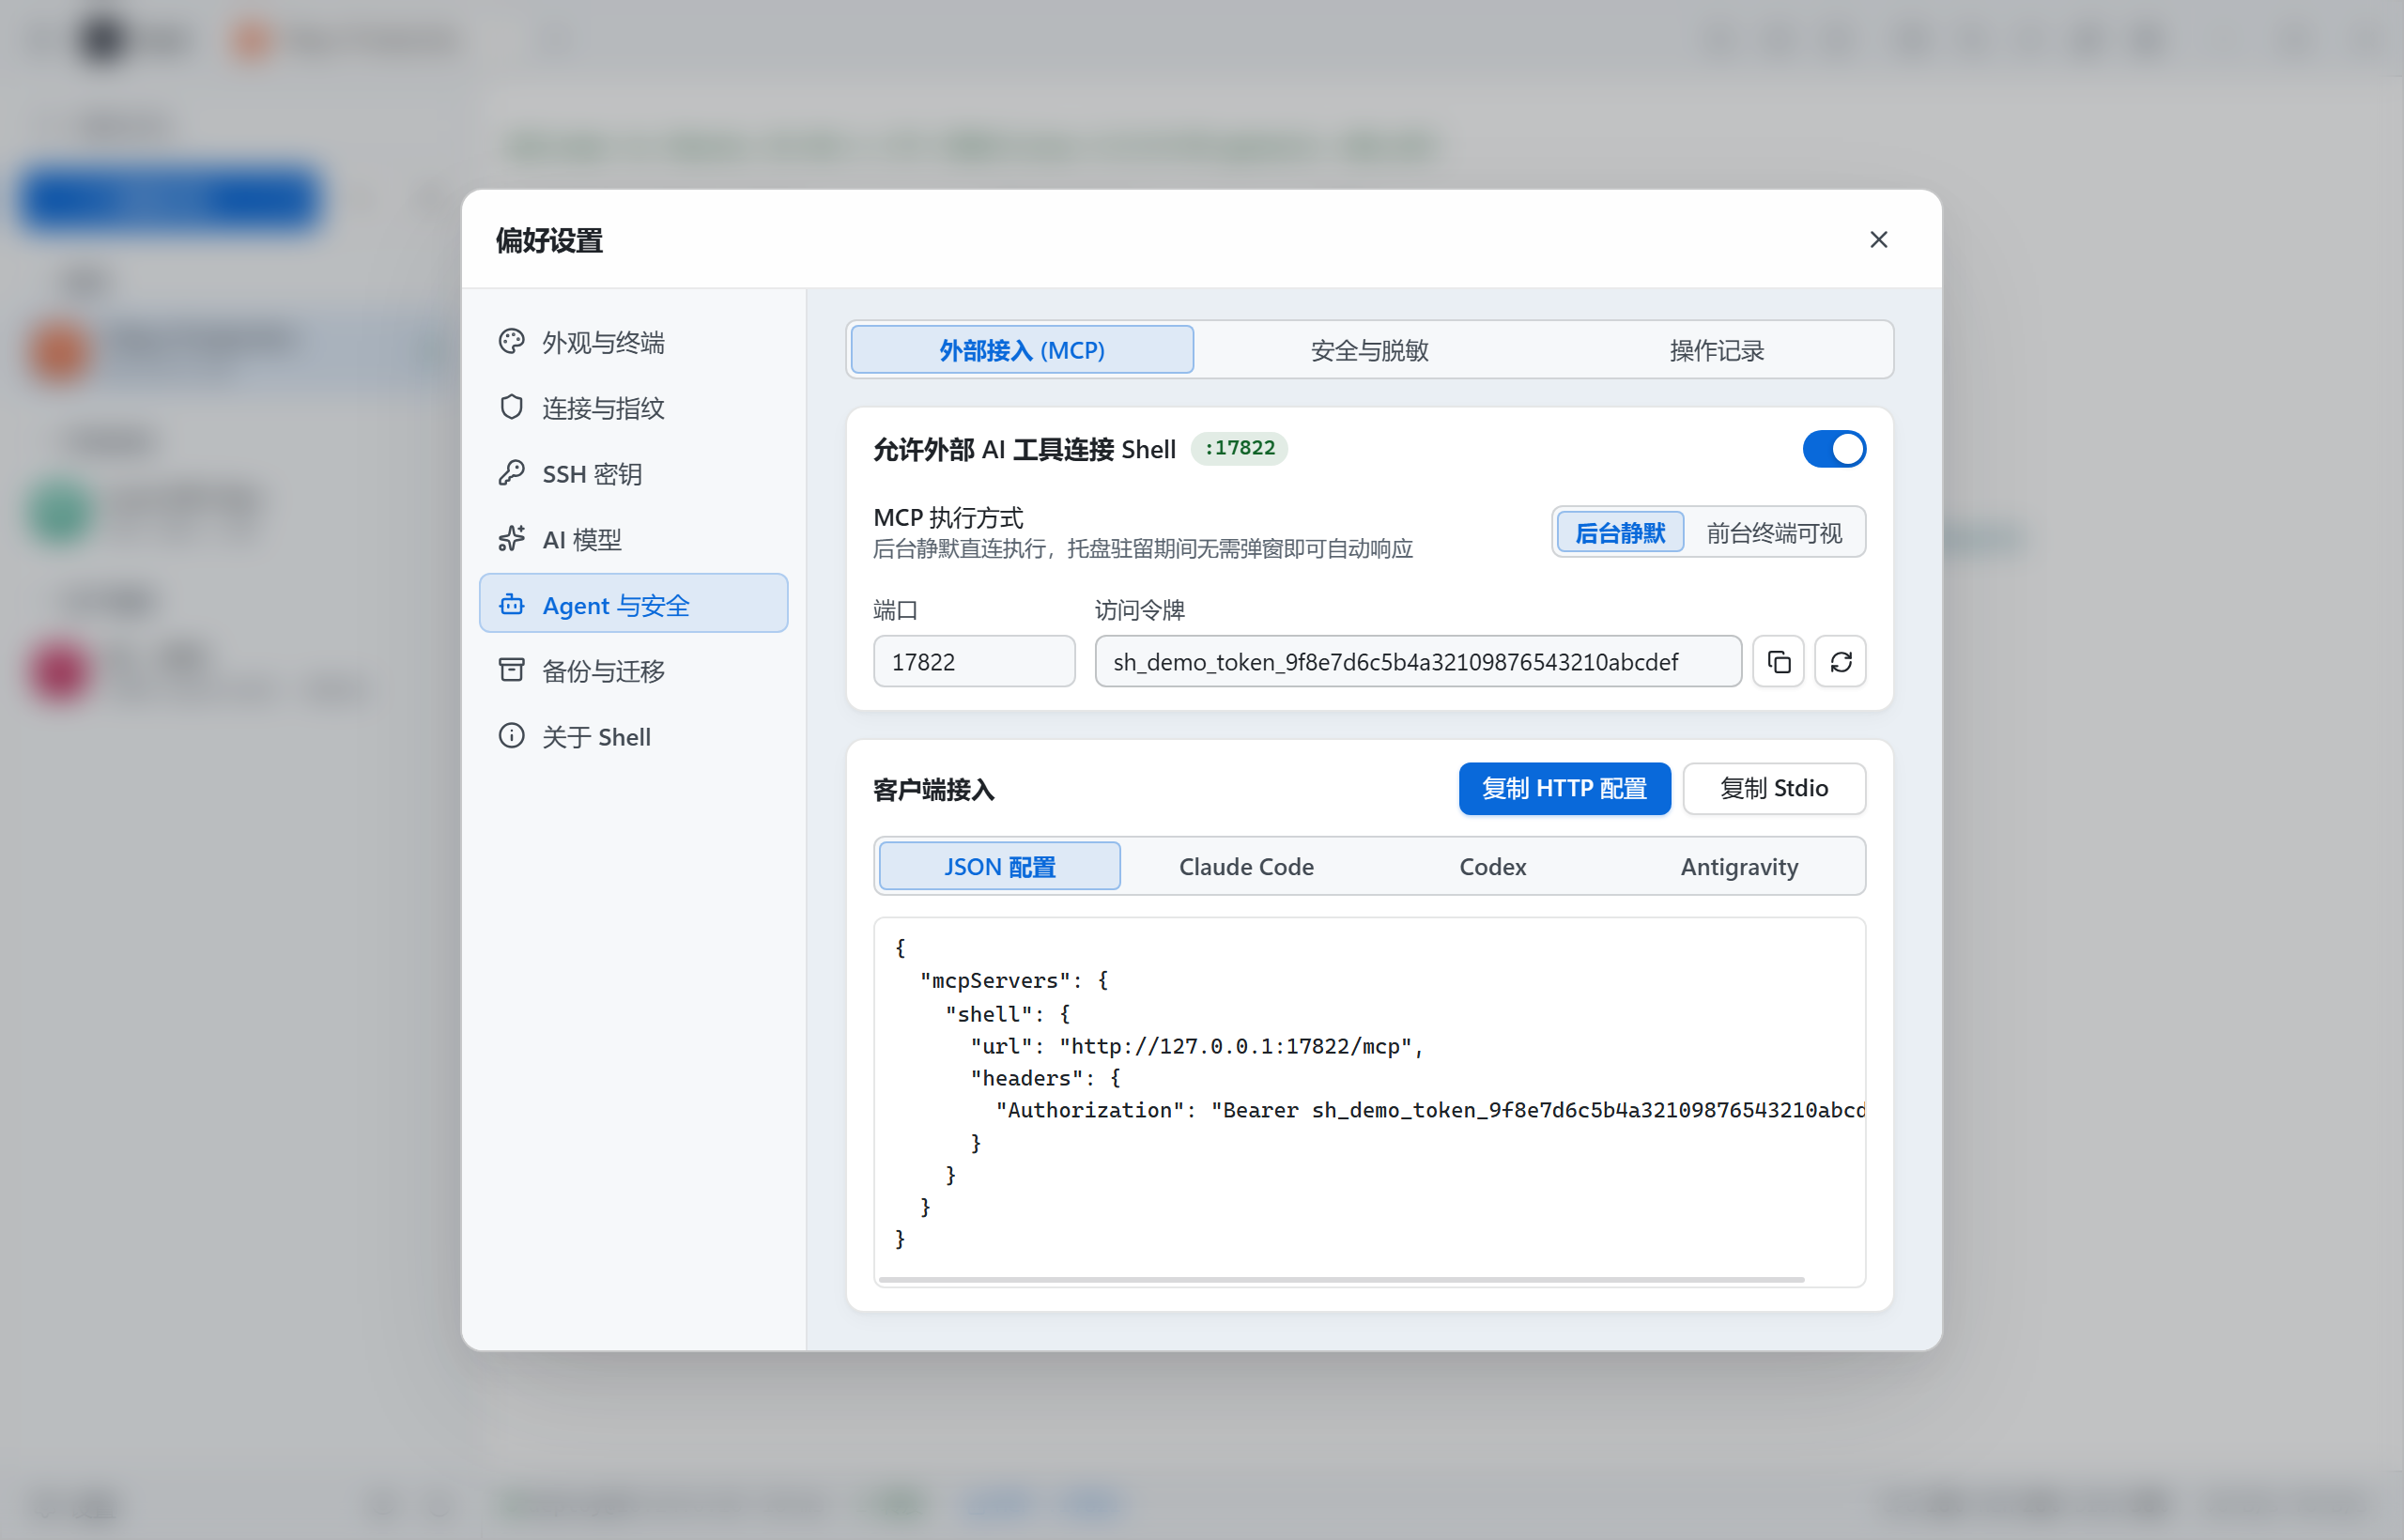 偏好设置
外观与终端
连接与指纹
SSH 密钥
AI 模型
Agent 与安全
备份与迁移
关于 Shell
外部接入 (MCP)
安全与脱敏
操作记录
允许外部 AI 工具连接 Shell :17822
MCP 执行方式
后台静默直连执行，托盘驻留期间无需弹窗即可自动响应
后台静默
前台终端可视
端口
访问令牌
17822
sh_demo_token_9f8e7d6c5b4a32109876543210abcdef
客户端接入
复制 HTTP 配置
复制 Stdio
JSON 配置
Claude Code
Codex
Antigravity
{
"mcpServers": {
"shell": {
"url": "http://127.0.0.1:17822/mcp",
"headers": {
"Authorization": "Bearer sh_demo_token_9f8e7d6c5b4a32109876543210abcd
}
}
}
}